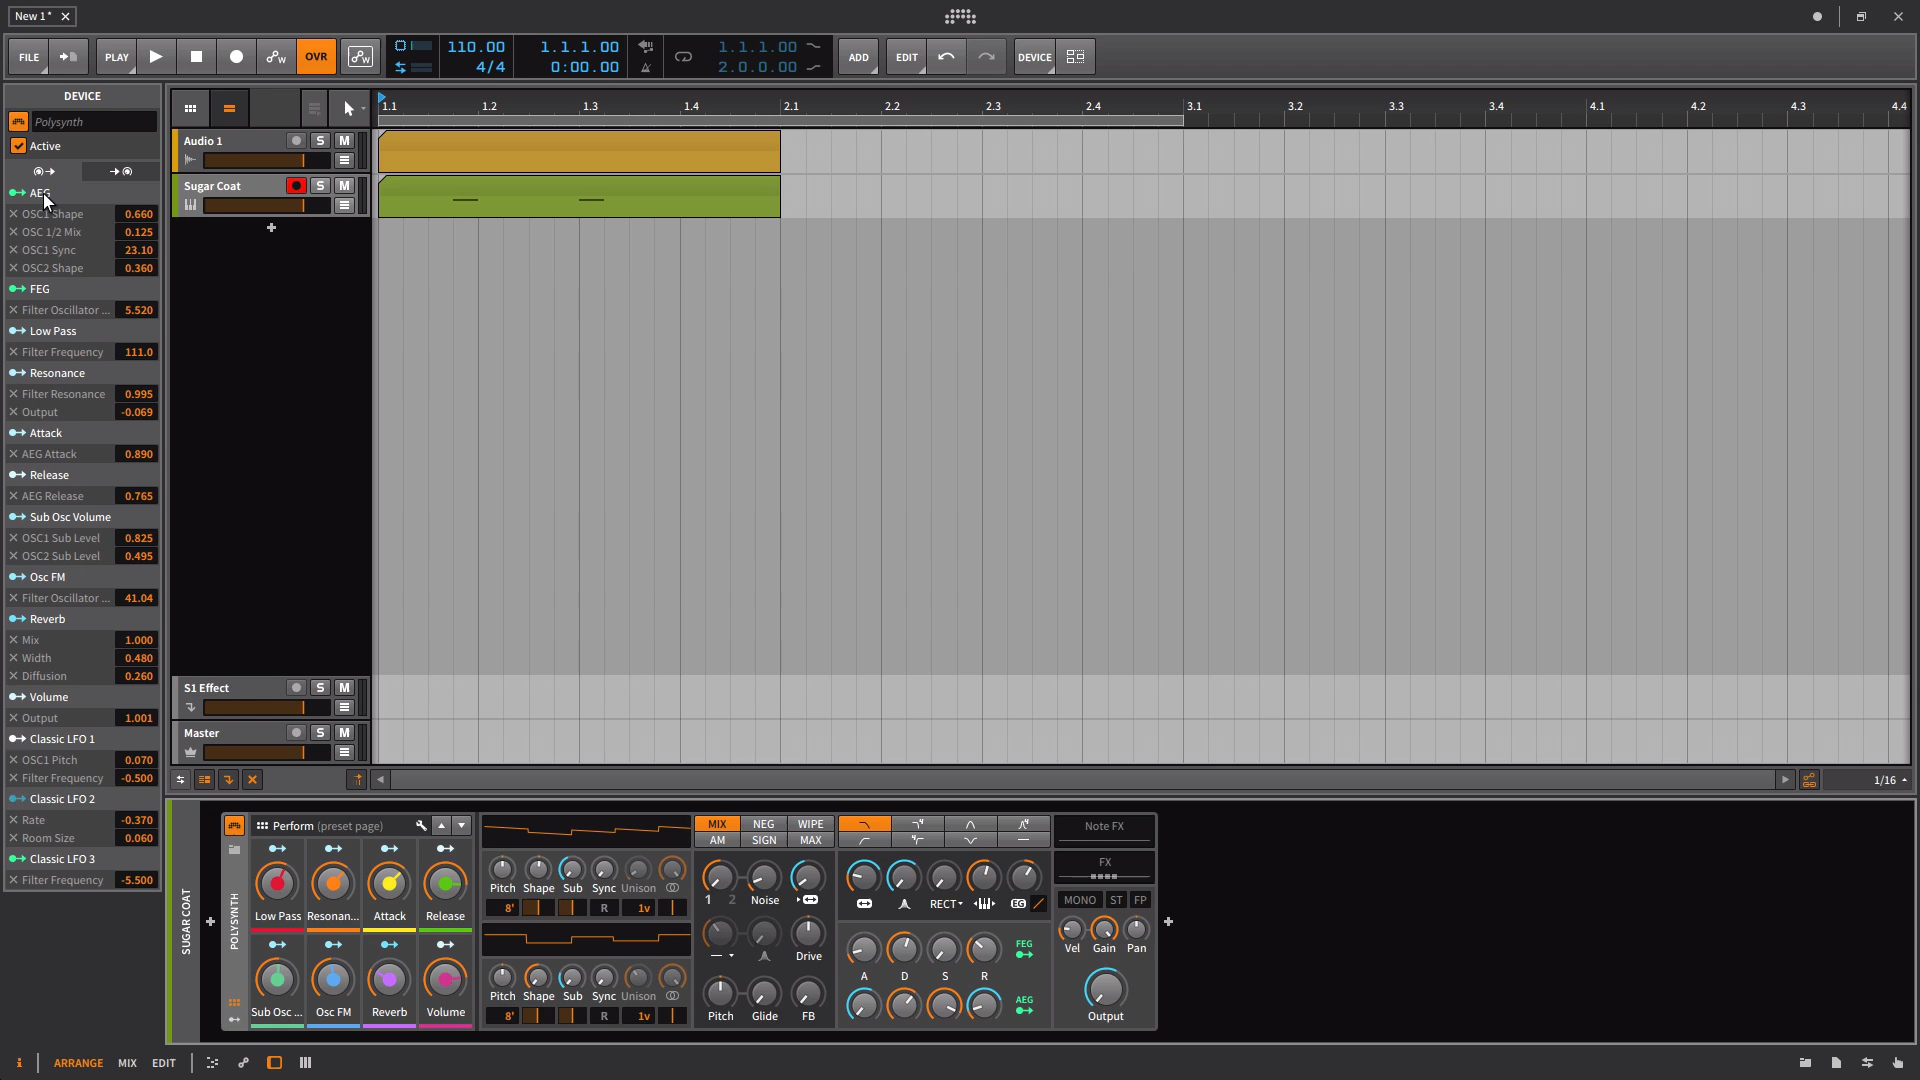 New 1*
FILE PLAY OVR 110.00 1.1.1.00 1.1.1.00 ADD EDIT DEVICE
4/4 0:00.00 2.0.0.00
DEVICE
Polysynth
Active
AEG
OSC1 Shape 0.660
OSC 1/2 Mix 0.125
OSC1 Sync 23.10
OSC2 Shape 0.360
FEG
Filter Oscillator ... 5.520
Low Pass
Filter Frequency 111.0
Resonance
Filter Resonance 0.995
Output -0.069
Attack
AEG Attack 0.890
Release
AEG Release 0.765
Sub Osc Volume
OSC1 Sub Level 0.825
OSC2 Sub Level 0.495
Osc FM
Filter Oscillator ... 41.04
Reverb
Mix 1.000
Width 0.480
Diffusion 0.260
Volume
Output 1.001
Classic LFO 1
OSC1 Pitch 0.070
Filter Frequency -0.500
Classic LFO 2
Rate -0.370
Room Size 0.060
Classic LFO 3
Filter Frequency -5.500
1.1 1.2 1.3 1.4 2.1 2.2 2.3 2.4 3.1 3.2 3.3 3.4 4.1 4.2 4.3 4.4
Audio 1 S M
Sugar Coat S M
S1 Effect S M
Master S M
1/16
SUGAR COAT
POLYSYNTH
Perform (preset page)
Low Pass Resonan... Attack Release
Sub Osc ... Osc FM Reverb Volume
Pitch Shape Sub Sync Unison
8' R 1v
Pitch Shape Sub Sync Unison
8' R 1v
MIX NEG WIPE
AM SIGN MAX
1 2 Noise
Drive
Pitch Glide FB
RECT EG
FEG
A D S R
AEG
Note FX
FX
MONO ST FP
Vel Gain Pan
Output
i ARRANGE MIX EDIT